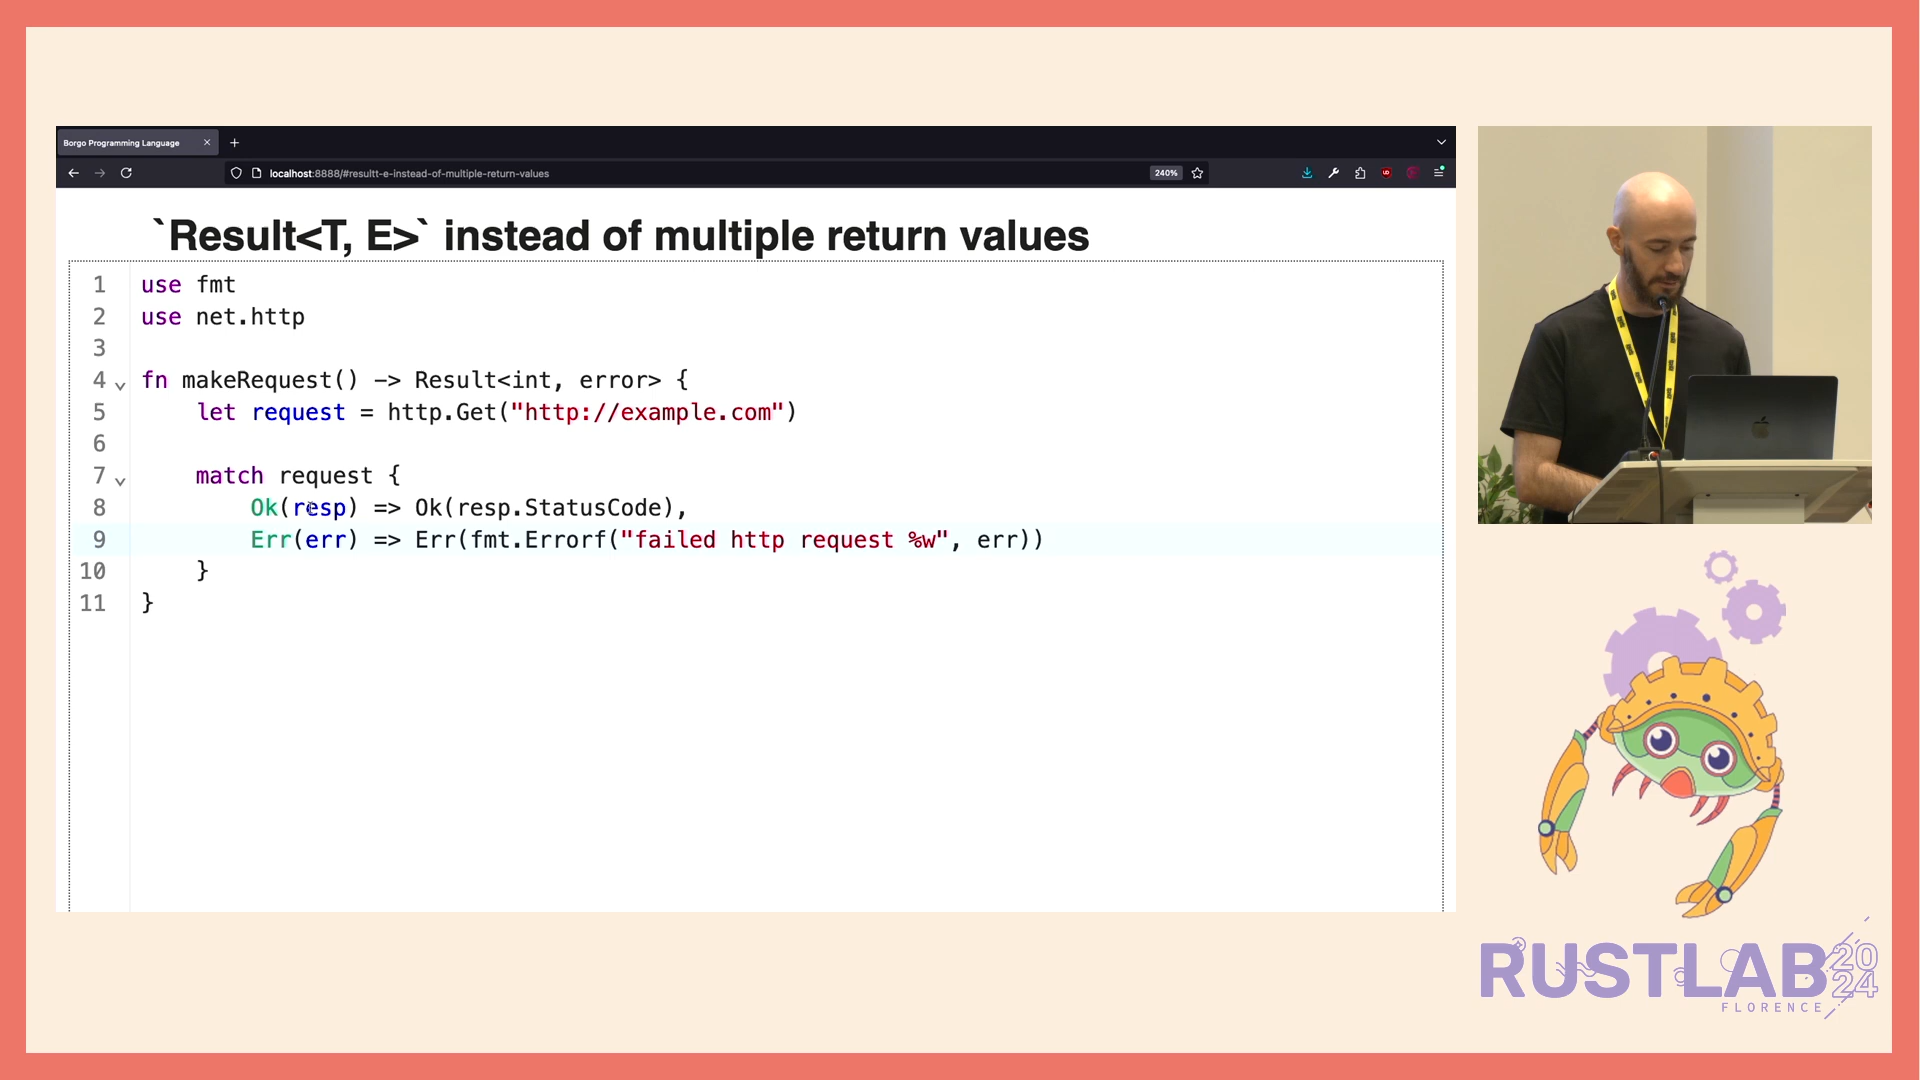 Borgo Programming Language
localhost:8888/#resultt-e-instead-of-multiple-return-values
240%
`Result<T, E>` instead of multiple return values
1 use fmt
2 use net.http
3
4 fn makeRequest() -> Result<int, error> {
5 let request = http.Get("http://example.com")
6
7 match request {
8 Ok(resp) => Ok(resp.StatusCode),
9 Err(err) => Err(fmt.Errorf("failed http request %w", err))
10 }
11 }
RUSTLAB
20
24
FLORENCE